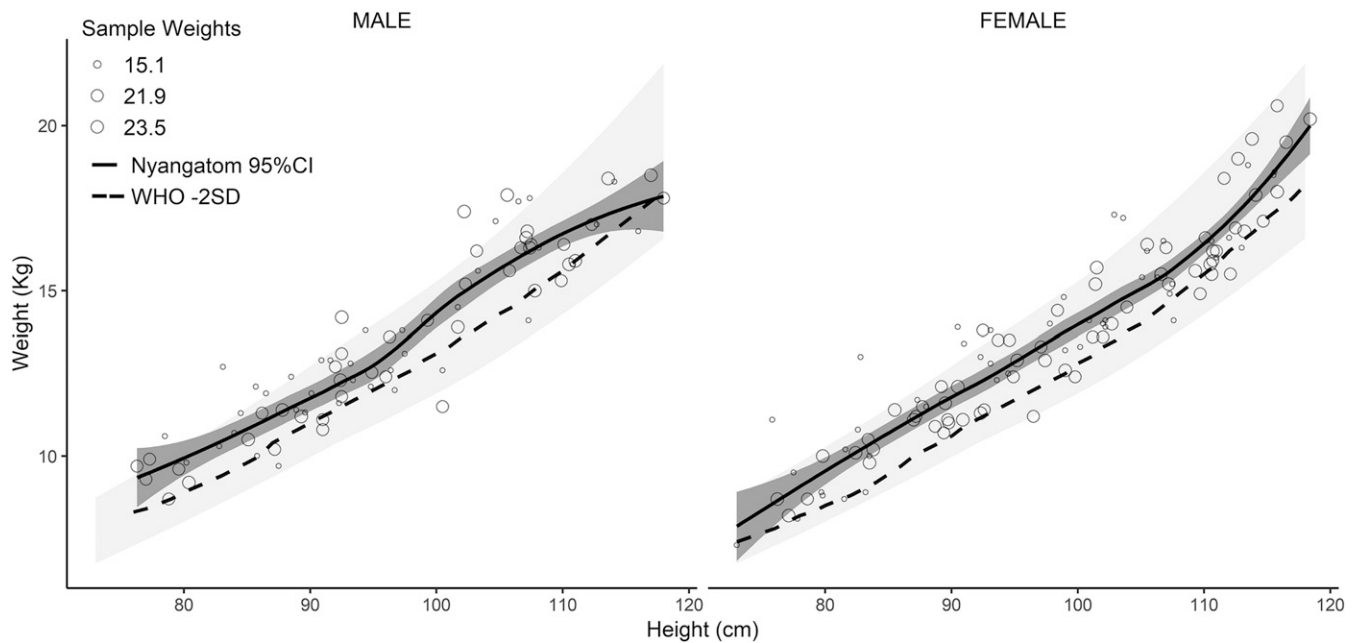 MALE
FEMALE
Sample Weights
15.1
21.9
23.5
Nyangatom 95%CI
WHO -2SD
Weight (Kg)
20
15
10
80
90
100
110
120
80
90
100
110
120
Height (cm)